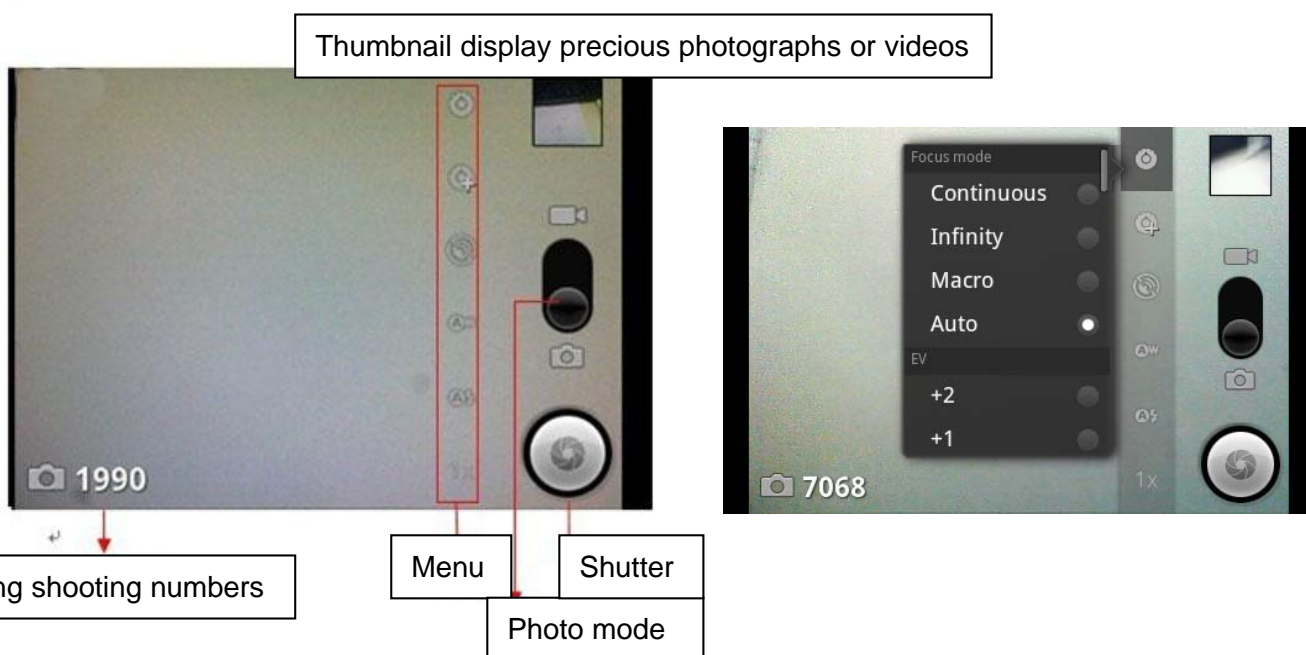 Thumbnail display precious photographs or videos
Focus mode
Continuous
Infinity
Macro
Auto
EV
+2
+1
1x
1x
1990
7068
shooting numbers
Menu
Shutter
Photo mode